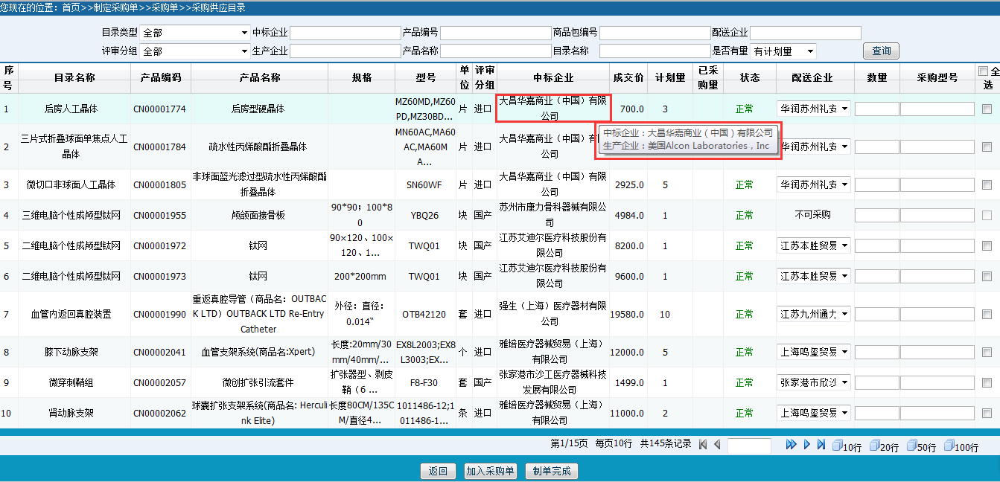 您现在的位置：首页>>制定采购单>>采购单>>采购供应目录
目录类型 全部 中标企业 产品编号 商品包编号 配送企业
评审分组 全部 生产企业 产品名称 目录名称 是否有量 有计划量 查询
序号 目录名称 产品编码 产品名称 规格 型号 单位 评审分组 中标企业 成交价 计划量 已采购量 状态 配送企业 数量 采购型号 全选
1 后房人工晶体 CN00001774 后房型硬晶体 MZ60MD,MZ60PD,MZ30BD... 片 进口 大昌华嘉商业（中国）有限公司 700.0 3 正常 华润苏州礼安
中标企业：大昌华嘉商业（中国）有限公司
生产企业：美国Alcon Laboratories，Inc
2 三片式折叠球面单焦点人工晶体 CN00001784 疏水性丙烯酸酯折叠晶体 MN60AC,MA60AC,MA60MA... 片 进口 大昌华嘉商业（中国）有限公司 华润苏州礼安
3 微切口非球面人工晶体 CN00001805 非球面蓝光滤过型疏水性丙烯酸酯折叠晶体 SN60WF 片 进口 大昌华嘉商业（中国）有限公司 2925.0 5 正常 华润苏州礼安
4 三维电脑个性成颅型钛网 CN00001955 颅颌面接骨板 90*90；100*80 YBQ26 块 国产 苏州市康力骨科器械有限公司 4984.0 1 正常 不可采购
5 二维电脑个性成颅型钛网 CN00001972 钛网 90×120、100×120、1... TWQ01 块 国产 江苏艾迪尔医疗科技股份有限公司 8200.0 1 正常 江苏本胜贸易
6 二维电脑个性成颅型钛网 CN00001973 钛网 200*200mm TWQ01 块 国产 江苏艾迪尔医疗科技股份有限公司 9600.0 1 正常 江苏本胜贸易
7 血管内返回真腔装置 CN00001990 重返真腔导管（商品名：OUTBACK LTD）OUTBACK LTD Re-Entry Catheter 外径：直径：0.014“ OTB42120 套 进口 强生（上海）医疗器材有限公司 19580.0 10 正常 江苏九州通力
8 膝下动脉支架 CN00002041 血管支架系统(商品名:Xpert) 长度:20mm/30mm/40mm/... EX8L2003;EX8L3003;EX... 个 进口 雅培医疗器械贸易（上海）有限公司 12000.0 5 正常 上海鸣玺贸易
9 微穿刺鞘组 CN00002057 微创扩张引流套件 扩张器型、剥皮鞘（6 ... F8-F30 套 国产 张家港市沙工医疗器械科技发展有限公司 1499.0 1 正常 张家港市欣沙
10 肾动脉支架 CN00002062 球囊扩张支架系统(商品名: Herculink Elite) 长度80CM/135CM/直径4... 1011486-12;1011486-1... 条 进口 雅培医疗器械贸易（上海）有限公司 11000.0 2 正常 上海鸣玺贸易
第1/15页 每页10行 共145条记录 10行 20行 50行 100行
返回 加入采购单 制单完成